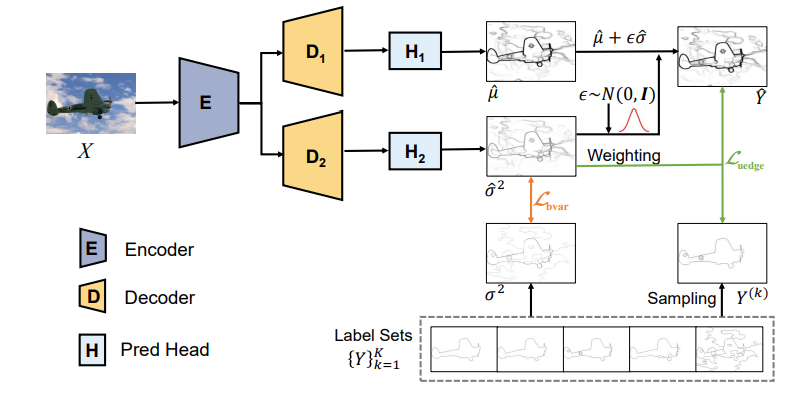 D₁
H₁
μ̂ + ϵσ̂
μ̂
Ŷ
E
X
ϵ~N(0, I)
D₂
H₂
Weighting
ℒuedge
σ̂²
ℒbvar
E Encoder
σ²
Sampling
Y⁽ᵏ⁾
D Decoder
Label Sets
{Y}ᴷₖ₌₁
H Pred Head